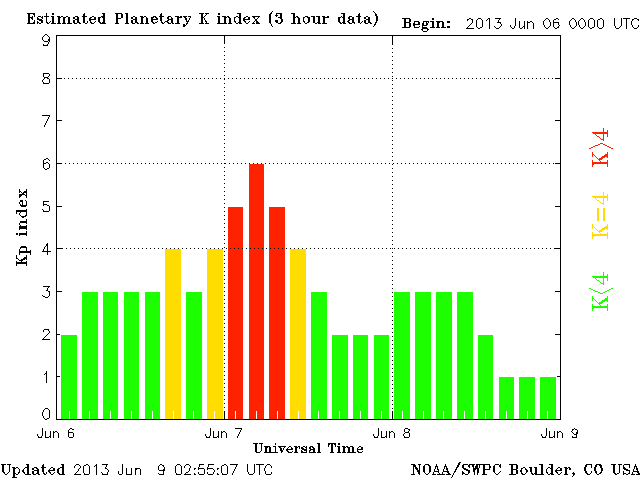 Estimated Planetary K index (3 hour data)
Begin: 2013 Jun 06 0000 UTC
9
8
7
6
5
4
3
2
1
0
Kp index
K>4
K=4
K<4
Jun 6
Jun 7
Jun 8
Jun 9
Universal Time
Updated 2013 Jun 9 02:55:07 UTC
NOAA/SWPC Boulder, CO USA